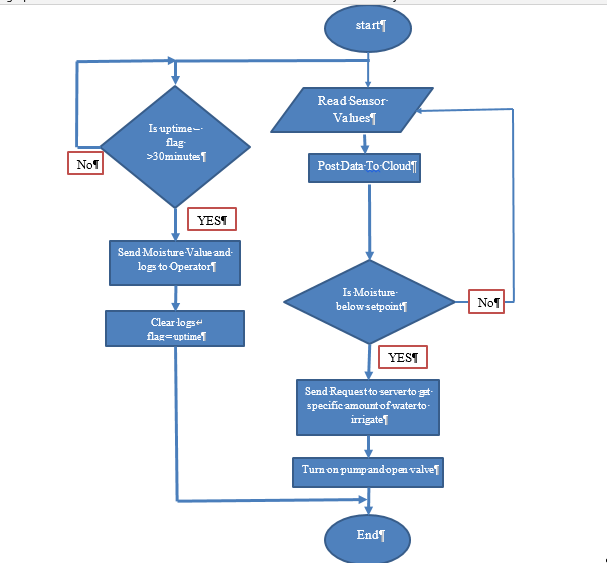 start¶
Read·Sensor·
Values¶
Is·uptime·–·
flag·
>30minutes¶
No¶
Post·Data·To·Cloud¶
YES¶
Send·Moisture·Value·and·
logs·to·Operator¶
Is·Moisture·
below·setpoint¶
No¶
Clear·logs↵
flag=uptime¶
YES¶
Send·Request·to·server·to·get·
specific·amount·of·water·to·
irrigate¶
Turn·on·pump·and·open·valve¶
End¶